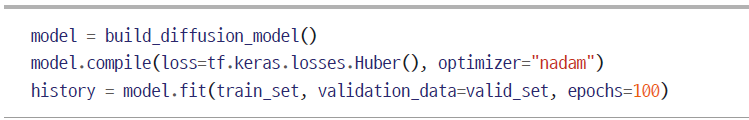 model = build_diffusion_model()
model.compile(loss=tf.keras.losses.Huber(), optimizer="nadam")
history = model.fit(train_set, validation_data=valid_set, epochs=100)